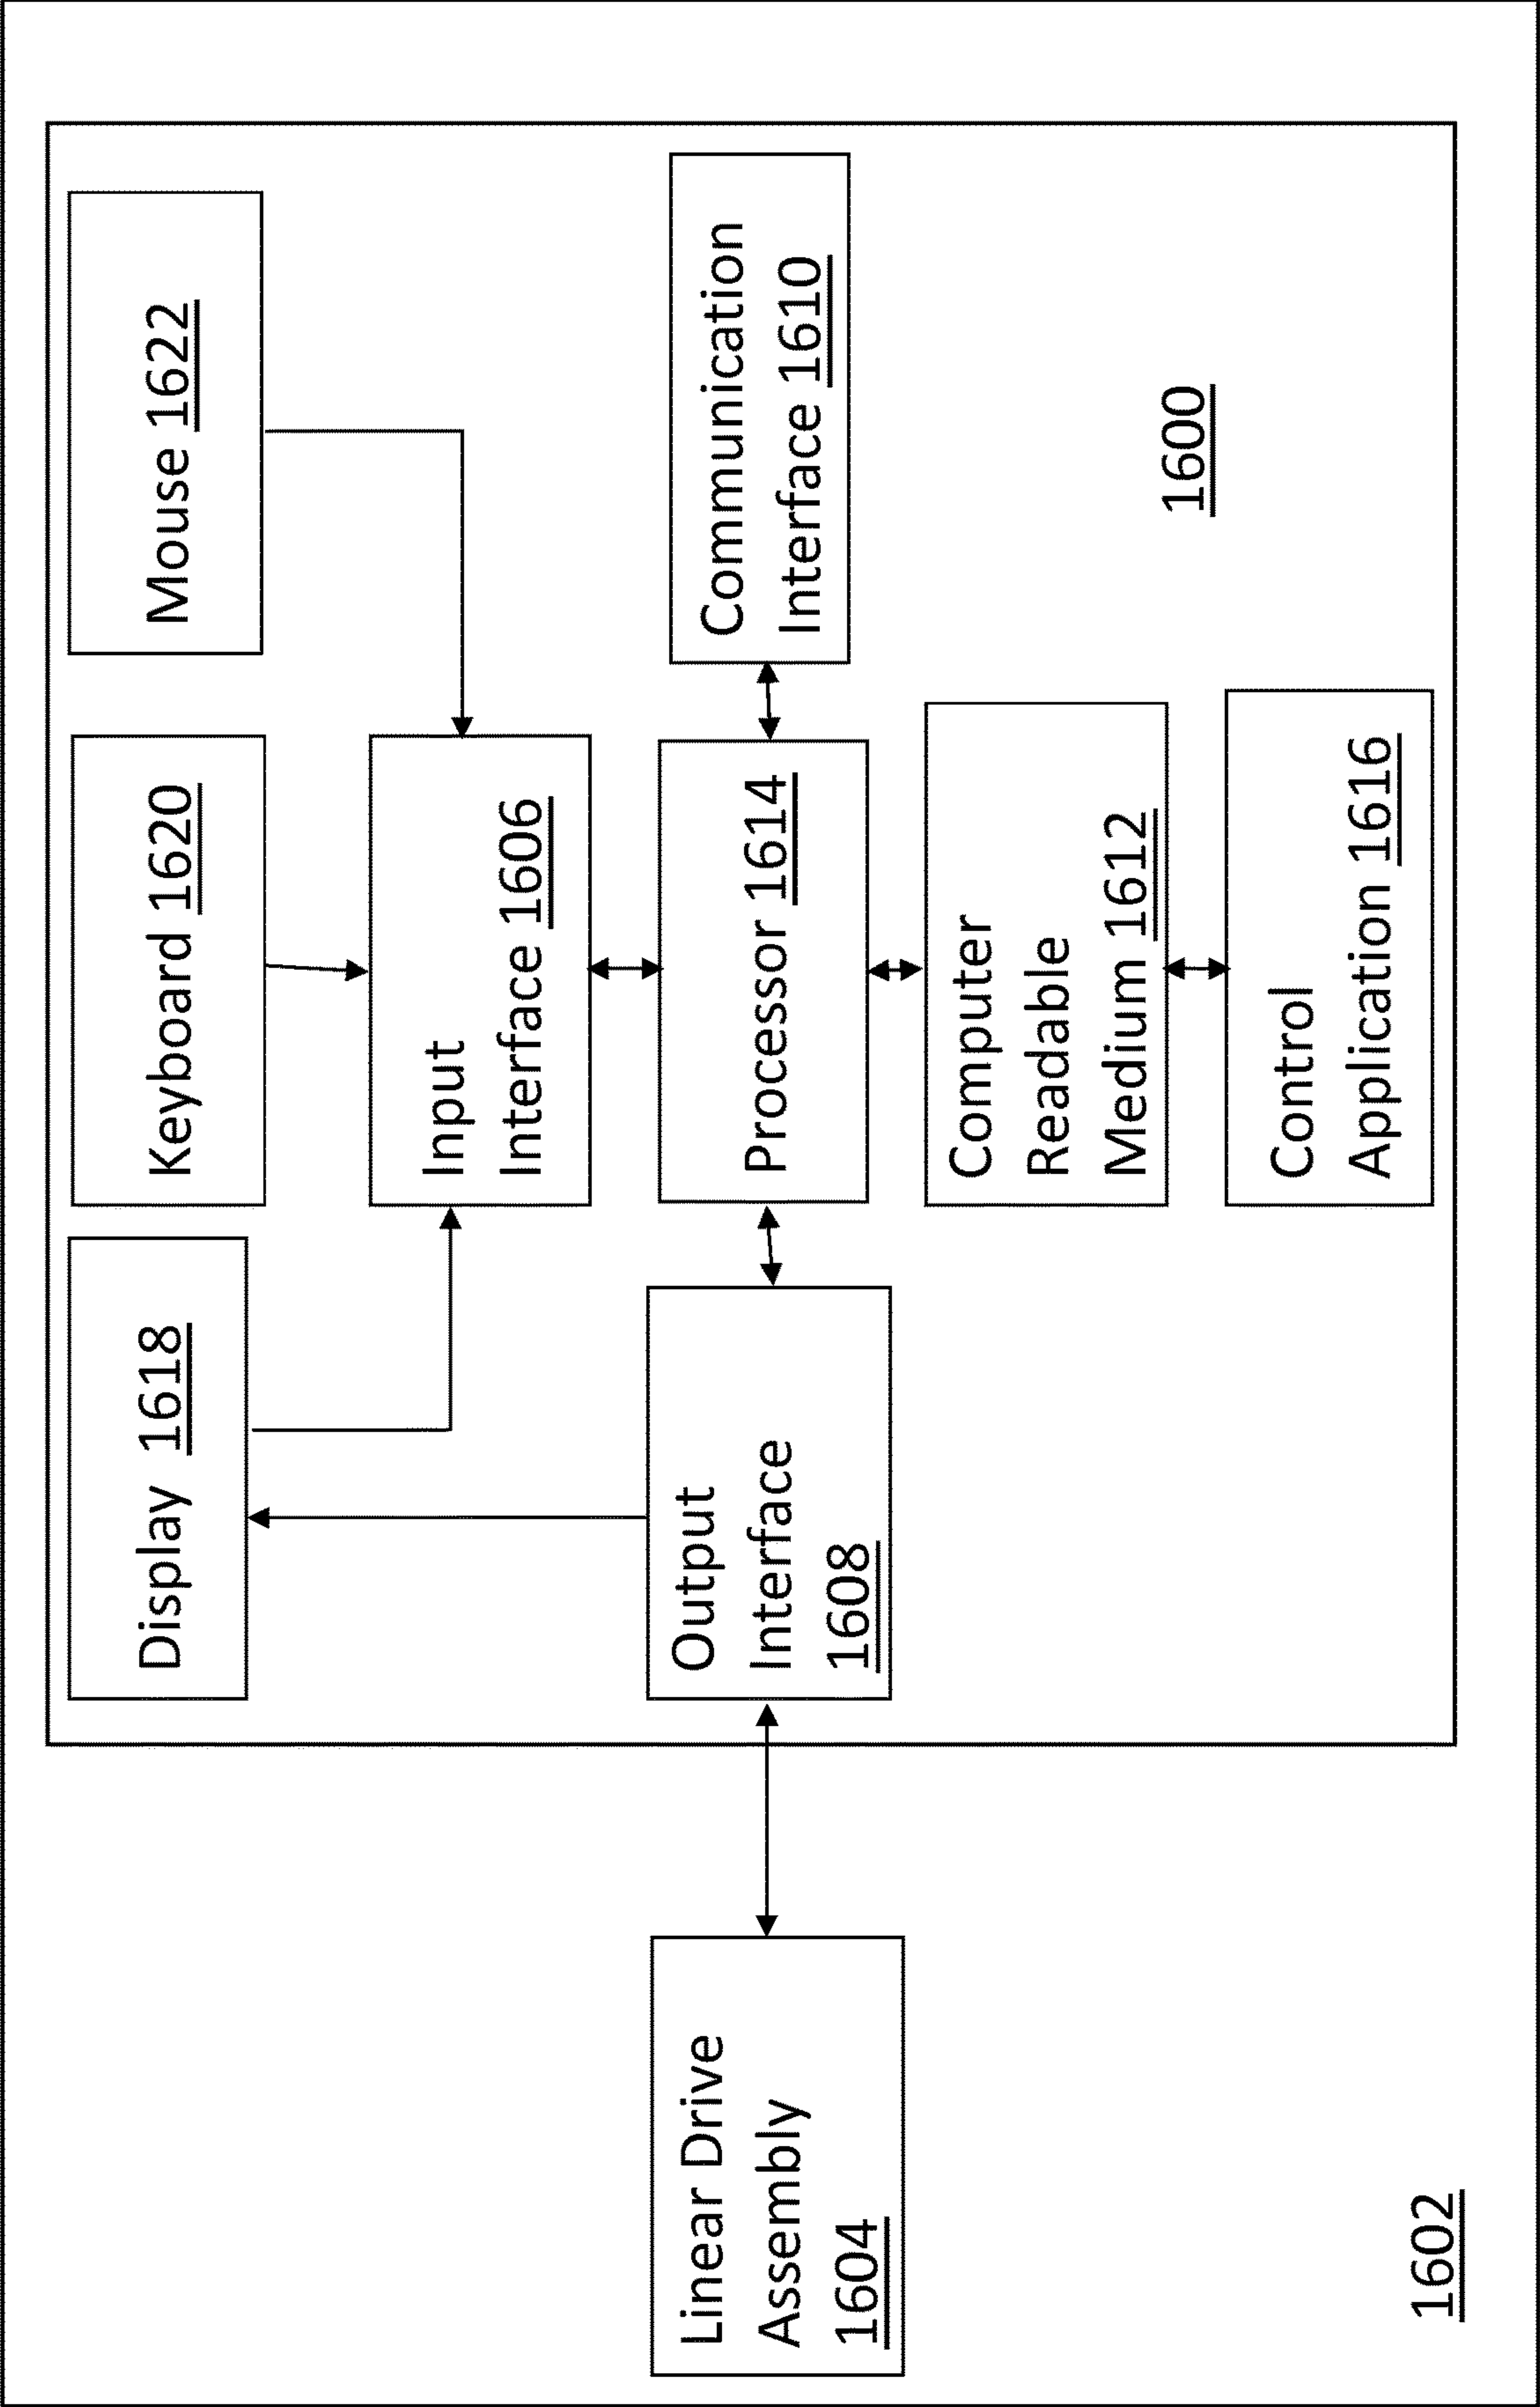 Display 1618
Keyboard 1620
Mouse 1622
Input
Interface 1606
Linear Drive
Assembly
1604
Output
Interface
1608
Processor 1614
Communication
Interface 1610
Computer
Readable
Medium 1612
1600
Control
Application 1616
1602